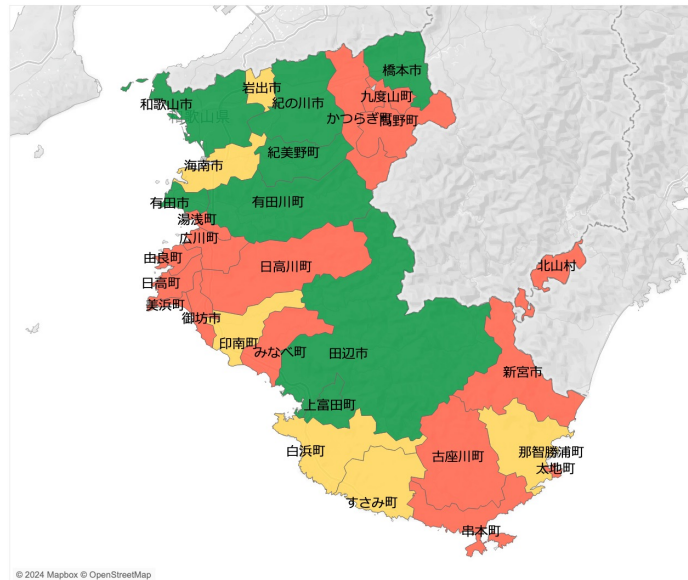 橋本市
岩出市
和歌山市
紀の川市
九度山町
和歌山県
かつらぎ町
高野町
紀美野町
海南市
有田市
有田川町
湯浅町
広川町
由良町
日高川町
北山村
日高町
美浜町
御坊市
印南町
みなべ町
田辺市
新宮市
上富田町
白浜町
古座川町
那智勝浦町
太地町
すさみ町
串本町
© 2024 Mapbox © OpenStreetMap